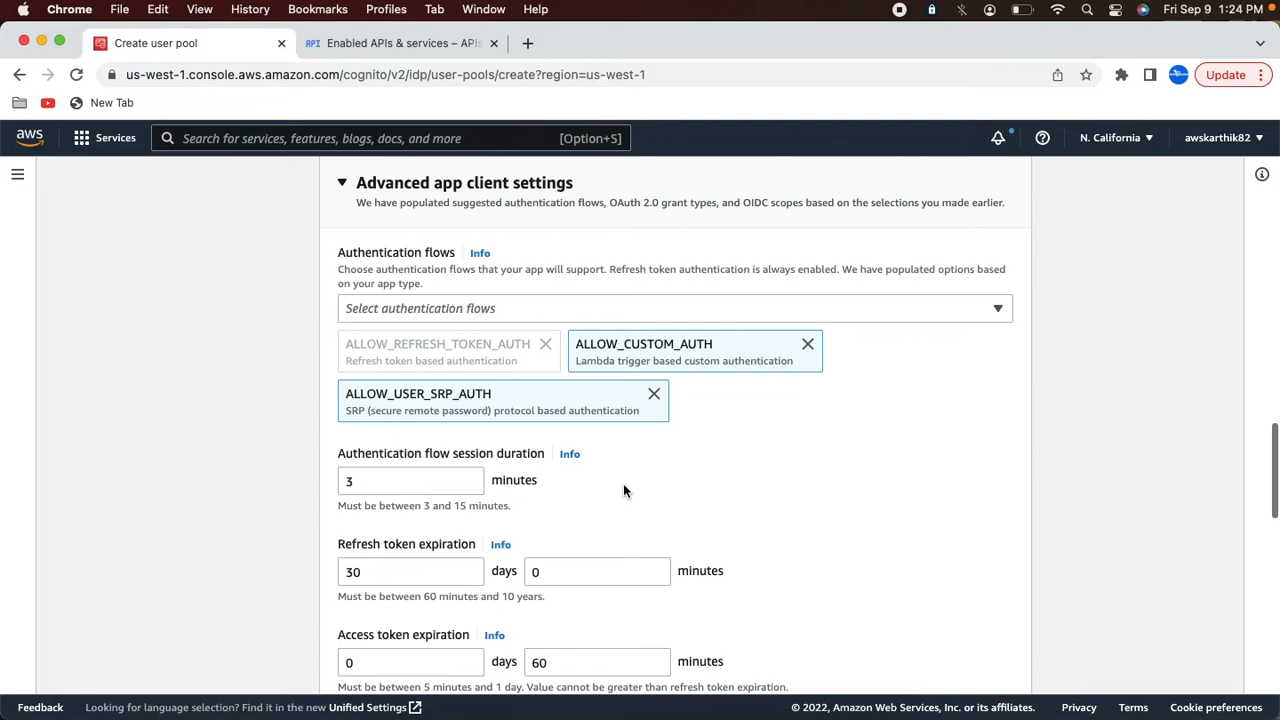 Chrome File Edit View History Bookmarks Profiles Tab Window Help Fri Sep 9 1:24 PM
Create user pool API Enabled APIs & services – APIs
us-west-1.console.aws.amazon.com/cognito/v2/idp/user-pools/create?region=us-west-1 Update
New Tab
aws Services Search for services, features, blogs, docs, and more [Option+S] N. California awskarthik82
Advanced app client settings
We have populated suggested authentication flows, OAuth 2.0 grant types, and OIDC scopes based on the selections you made earlier.
Authentication flows Info
Choose authentication flows that your app will support. Refresh token authentication is always enabled. We have populated options based
on your app type.
Select authentication flows
ALLOW_REFRESH_TOKEN_AUTH ALLOW_CUSTOM_AUTH
Refresh token based authentication Lambda trigger based custom authentication
ALLOW_USER_SRP_AUTH
SRP (secure remote password) protocol based authentication
Authentication flow session duration Info
3 minutes
Must be between 3 and 15 minutes.
Refresh token expiration Info
30 days 0 minutes
Must be between 60 minutes and 10 years.
Access token expiration Info
0 days 60 minutes
Must be between 5 minutes and 1 day. Value cannot be greater than refresh token expiration.
Feedback Looking for language selection? Find it in the new Unified Settings © 2022, Amazon Web Services, Inc. or its affiliates. Privacy Terms Cookie preferences